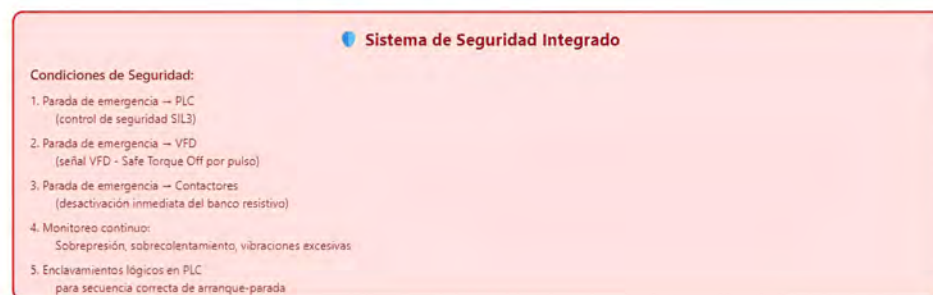 Sistema de Seguridad Integrado
Condiciones de Seguridad:
1. Parada de emergencia → PLC
(control de seguridad SIL3)
2. Parada de emergencia → VFD
(señal VFD - Safe Torque Off por pulso)
3. Parada de emergencia → Contactores
(desactivación inmediata del banco resistivo)
4. Monitoreo continuo:
Sobrepresión, sobrecolentamiento, vibraciones excesivas
5. Enclavamientos lógicos en PLC
para secuencia correcta de arranque-parada